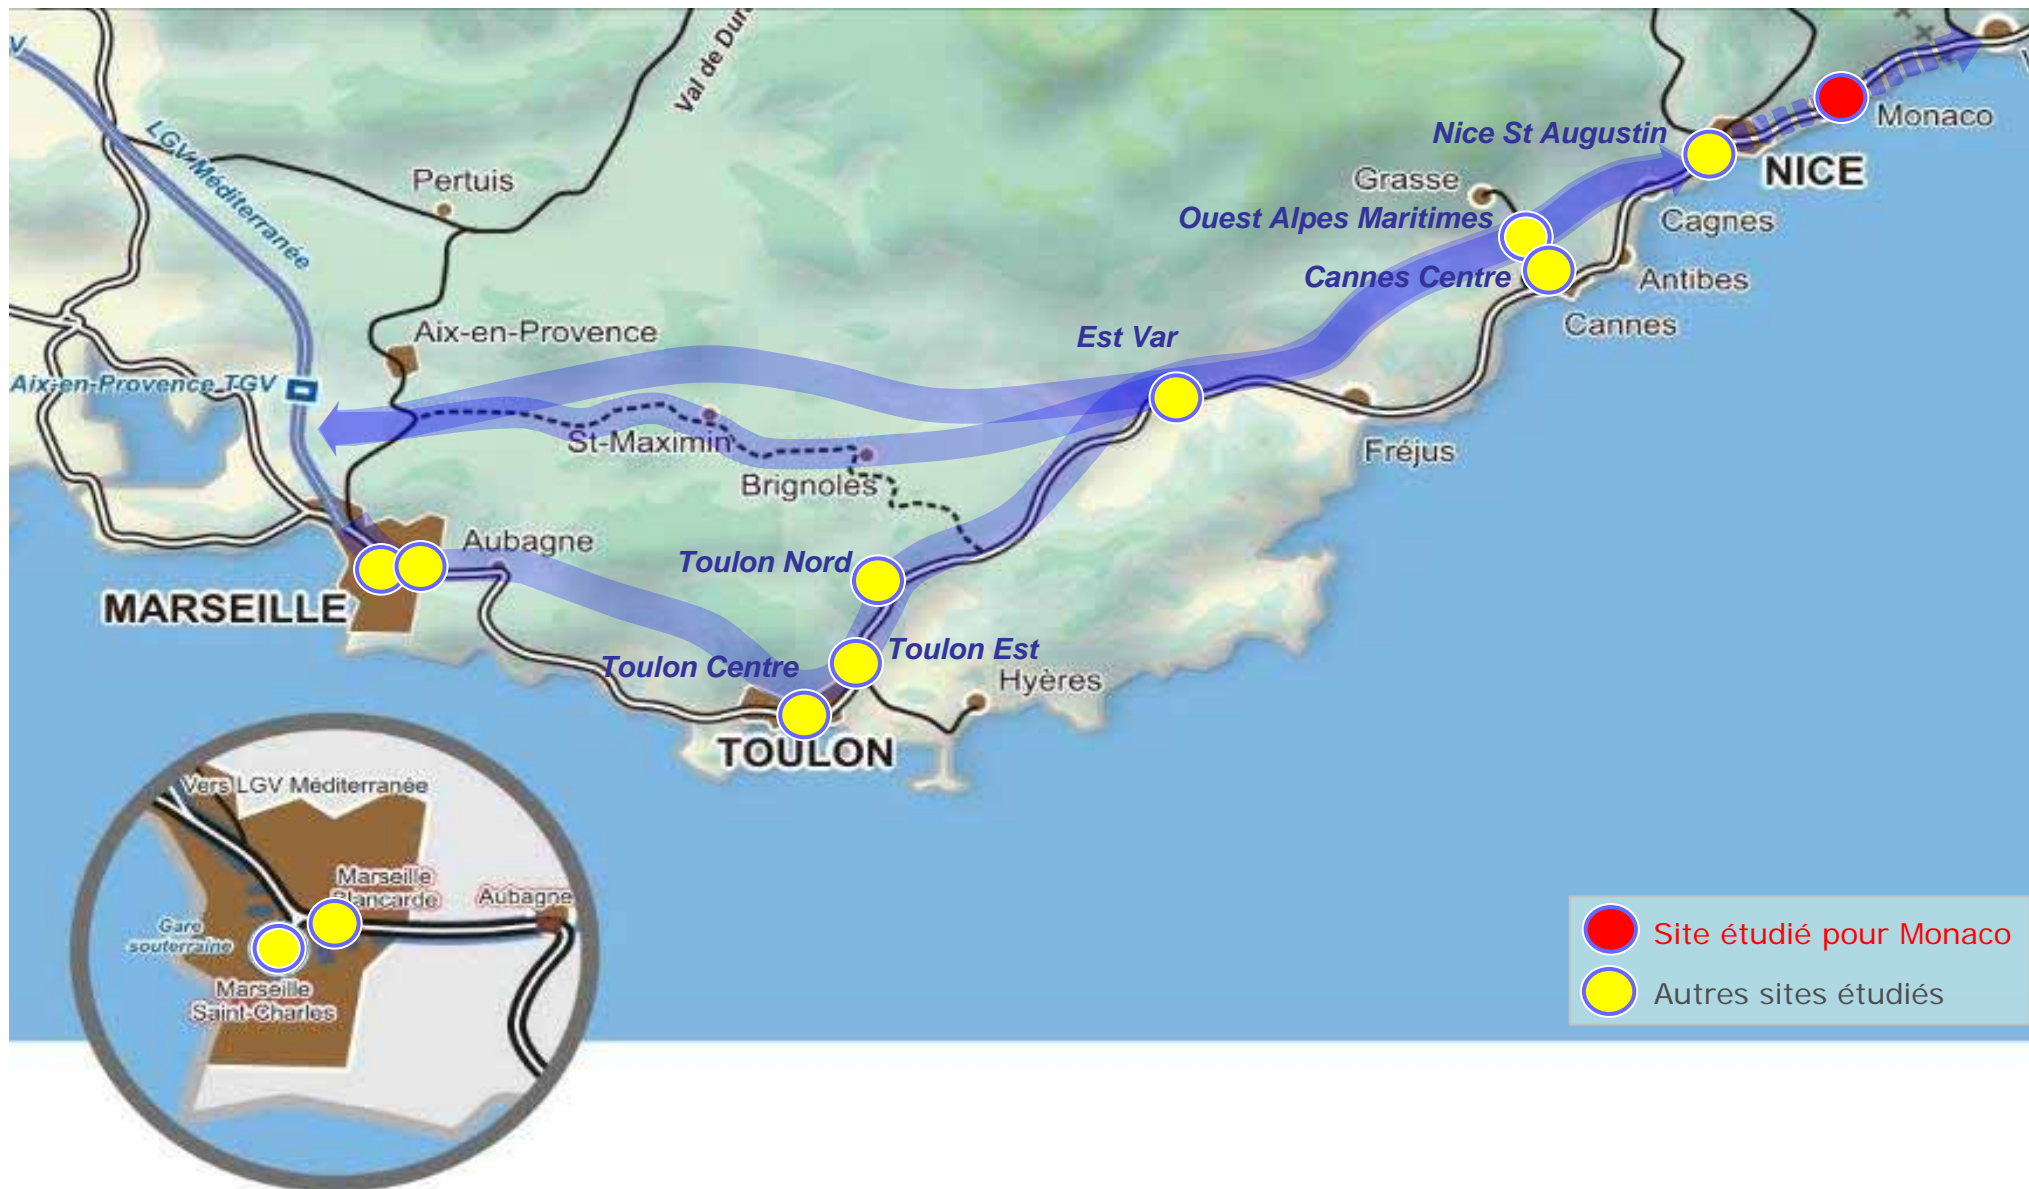 V
Val de Dur
LGV Méditerranée
Pertuis
Aix-en-Provence
Aix-en-Provence TGV
St-Maximin
Brignoles
Est Var
Nice St Augustin
Monaco
NICE
Grasse
Ouest Alpes Maritimes
Cagnes
Cannes Centre
Antibes
Cannes
Fréjus
Aubagne
MARSEILLE
Toulon Nord
Toulon Est
Toulon Centre
Hyères
TOULON
Vers LGV Méditerranée
Marseille
Blancarde
Aubagne
Gare
souterraine
Marseille
Saint-Charles
Site étudié pour Monaco
Autres sites étudiés